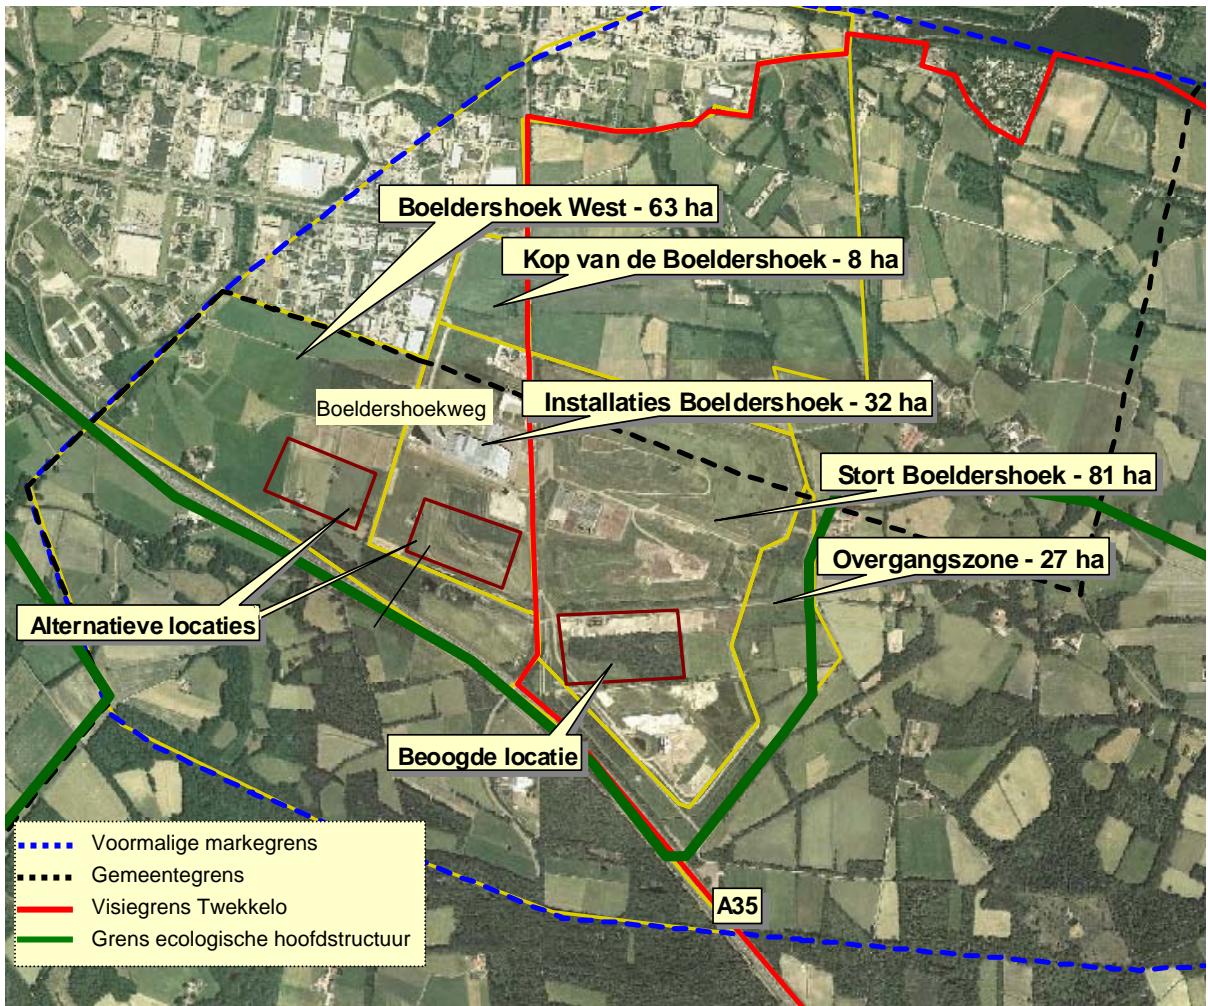 Boeldershoek West - 63 ha
Kop van de Boeldershoek - 8 ha
Boeldershoekweg
Installaties Boeldershoek - 32 ha
Stort Boeldershoek - 81 ha
Overgangszone - 27 ha
Alternatieve locaties
Beoogde locatie
Voormalige markegrens
Gemeentegrens
Visiegrens Twekkelo
Grens ecologische hoofdstructuur
A35